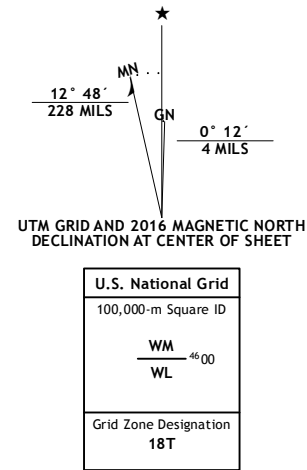 ★
MN
12° 48´
228 MILS
GN
0° 12´
4 MILS
UTM GRID AND 2016 MAGNETIC NORTH
DECLINATION AT CENTER OF SHEET
U.S. National Grid
100,000-m Square ID
WM
4600
WL
Grid Zone Designation
18T